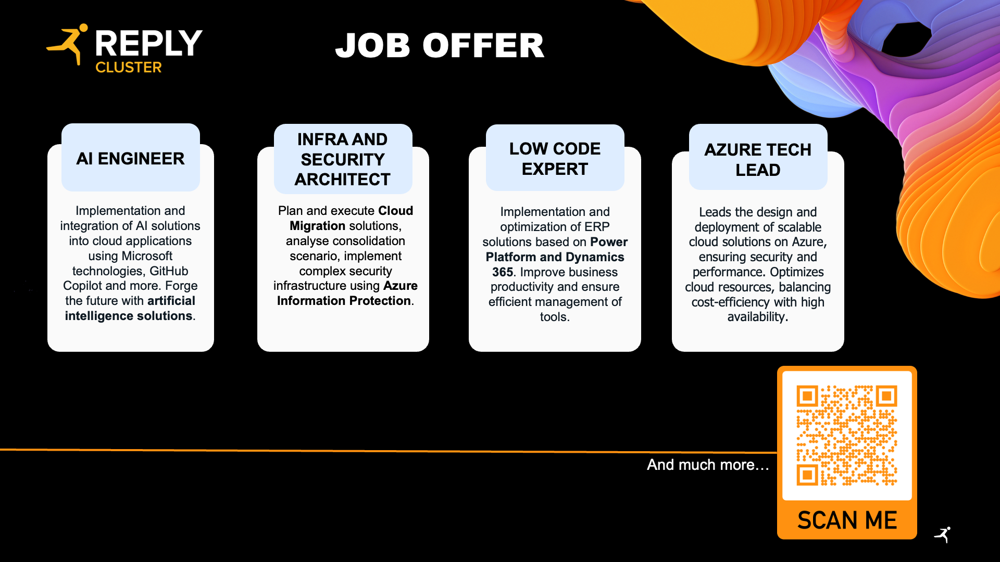 REPLY
CLUSTER
JOB OFFER
AI ENGINEER
Implementation and
integration of AI solutions
into cloud applications
using Microsoft
technologies, GitHub
Copilot and more. Forge
the future with artificial
intelligence solutions.
INFRA AND
SECURITY
ARCHITECT
Plan and execute Cloud
Migration solutions,
analyse consolidation
scenario, implement
complex security
infrastructure using Azure
Information Protection.
LOW CODE
EXPERT
Implementation and
optimization of ERP
solutions based on Power
Platform and Dynamics
365. Improve business
productivity and ensure
efficient management of
tools.
AZURE TECH
LEAD
Leads the design and
deployment of scalable
cloud solutions on Azure,
ensuring security and
performance. Optimizes
cloud resources, balancing
cost-efficiency with high
availability.
And much more...
SCAN ME